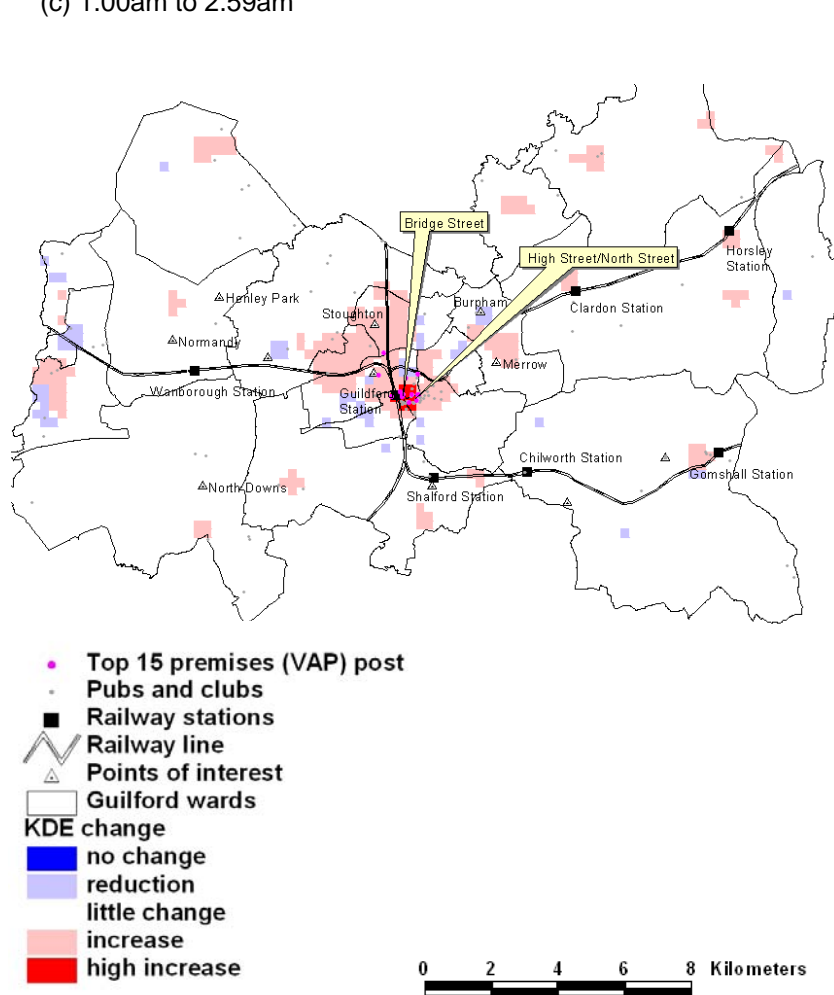 (c) 1.00am to 2.59am
Bridge Street
High Street/North Street
Horsley
Station
Henley Park
Burpham
Clardon Station
Stoughton
Normandy
Merrow
Wanborough Station
Guildford
Station
Chilworth Station
Gomshall Station
North Downs
Shalford Station
Top 15 premises (VAP) post
Pubs and clubs
Railway stations
Railway line
Points of interest
Guilford wards
KDE change
no change
reduction
little change
increase
high increase
0 2 4 6 8 Kilometers